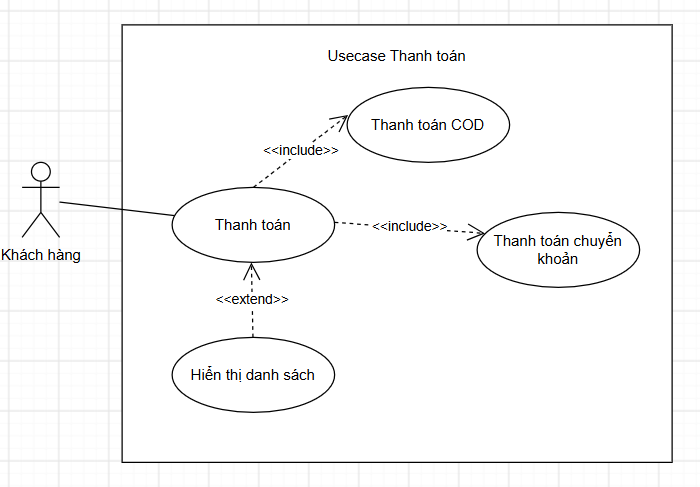 Usecase Thanh toán
Thanh toán COD
<<include>>
Thanh toán
<<include>>
Thanh toán chuyển
khoản
Khách hàng
<<extend>>
Hiển thị danh sách